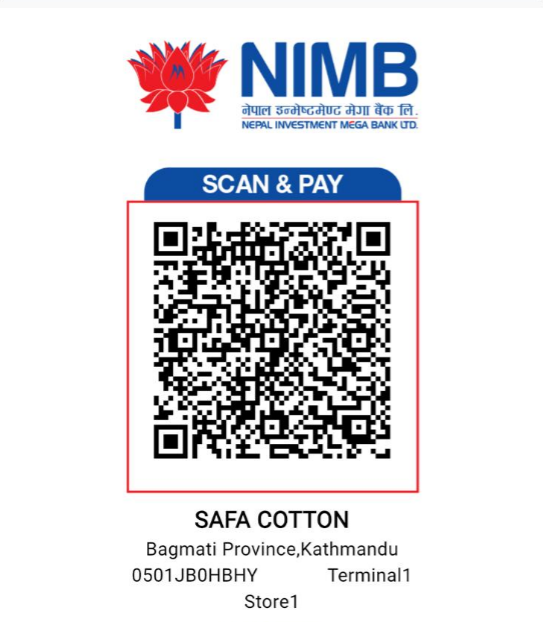 NIMB
नेपाल इन्भेष्टमेण्ट मेगा बैंक लि.
NEPAL INVESTMENT MEGA BANK LTD.
SCAN & PAY
SAFA COTTON
Bagmati Province,Kathmandu
0501JB0HBHY Terminal1
Store1